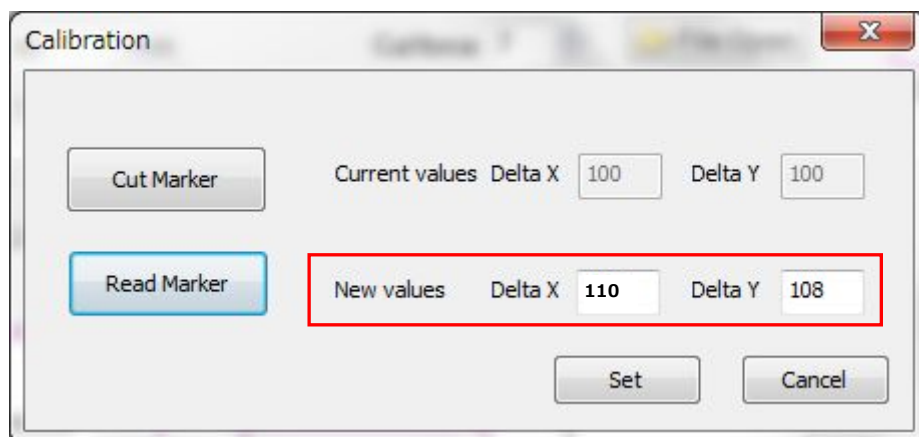 Calibration
Cut Marker
Current values Delta X 100 Delta Y 100
Read Marker
New values Delta X 110 Delta Y 108
Set Cancel